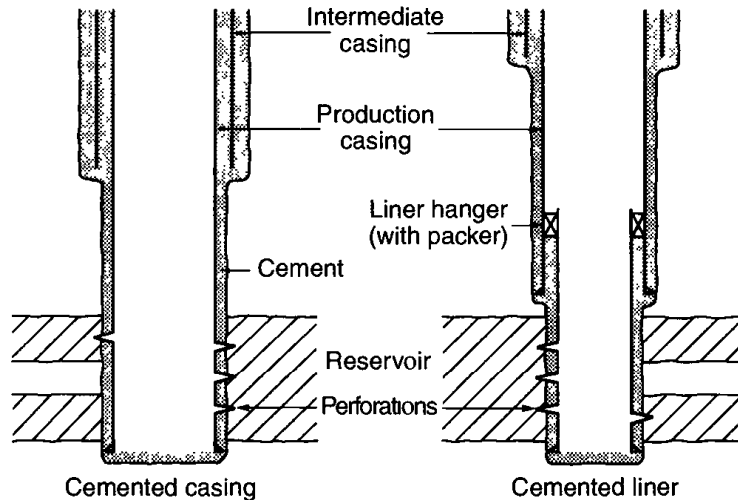 Intermediate
casing
Production
casing
Liner hanger
(with packer)
Cement
Reservoir
Perforations
Cemented casing
Cemented liner